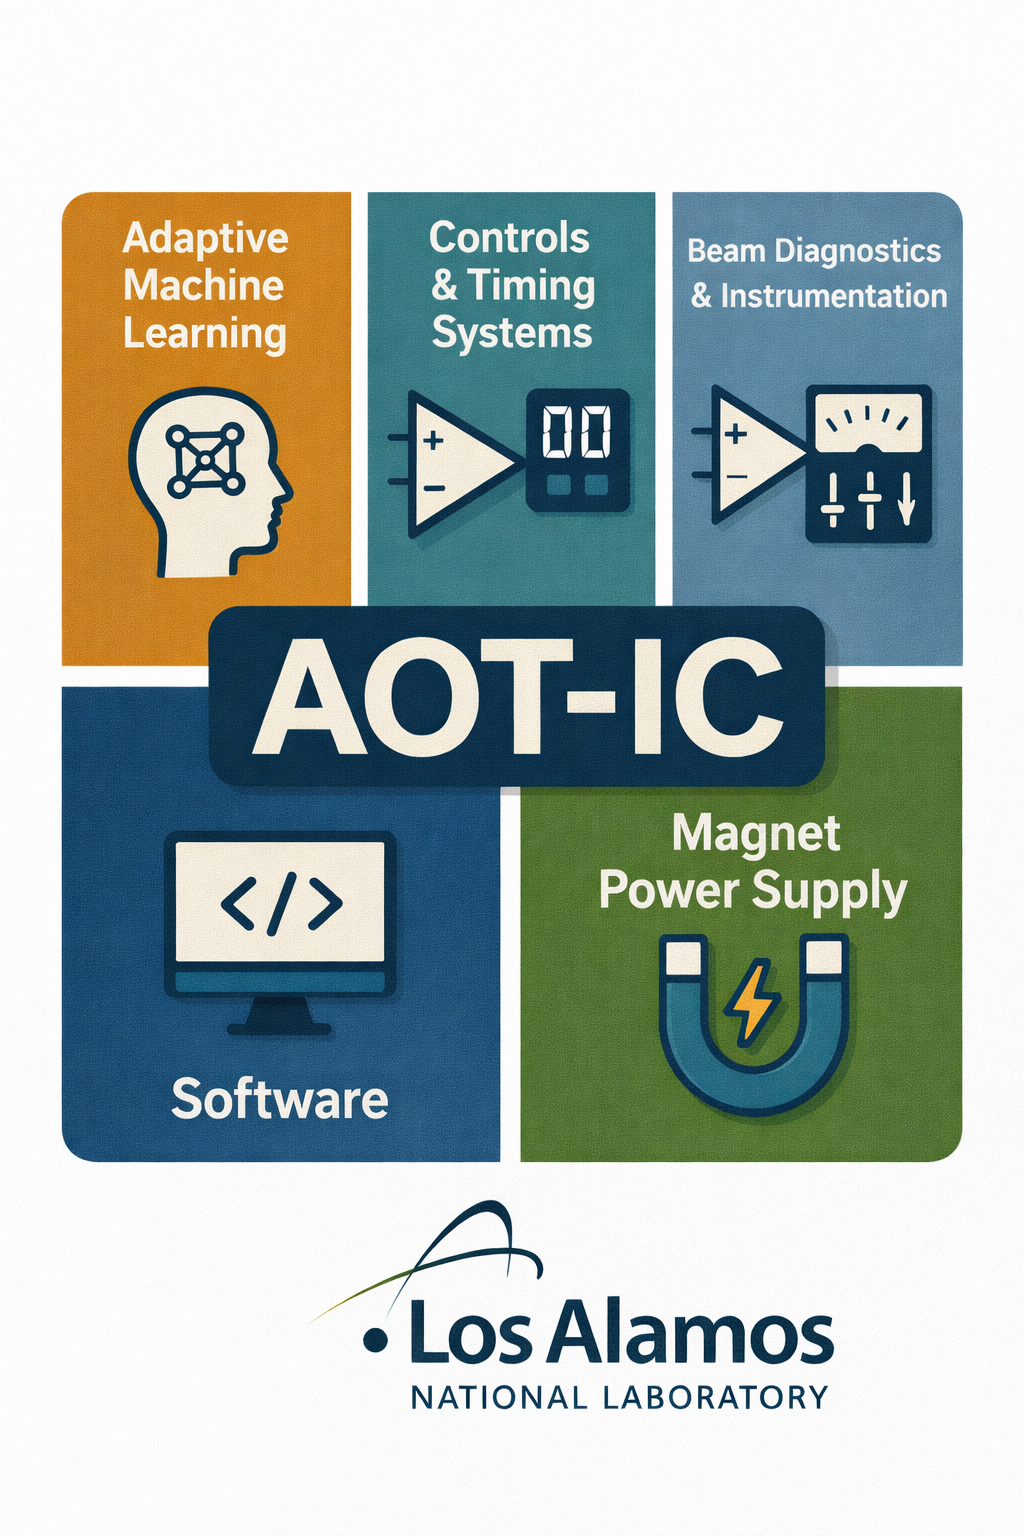 Adaptive
Machine
Learning
Controls
& Timing
Systems
Beam Diagnostics
& Instrumentation
+
−
00
+
−
AOT-IC
</>
Software
Magnet
Power Supply
Los Alamos
NATIONAL LABORATORY